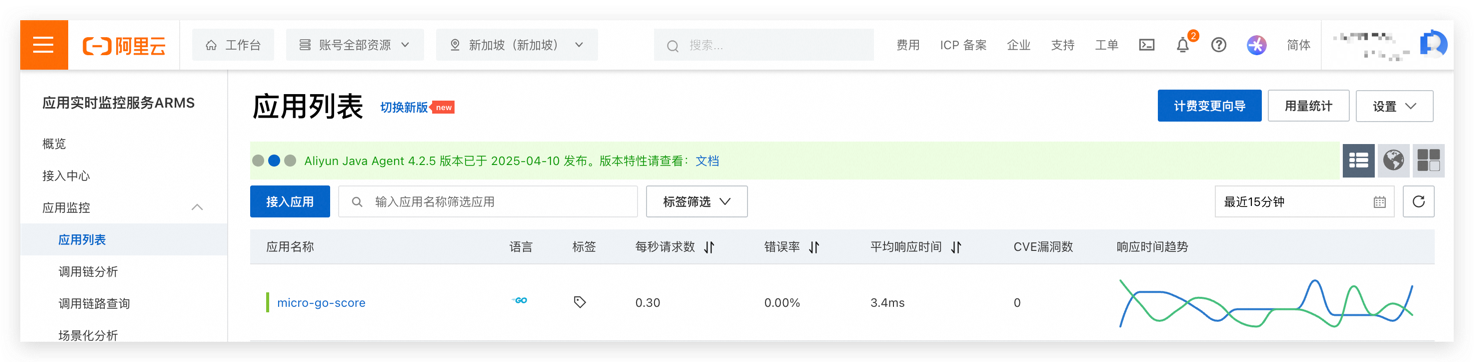 阿里云 工作台 账号全部资源 新加坡（新加坡） 搜索... 费用 ICP 备案 企业 支持 工单 2 简体
应用实时监控服务ARMS
概览
接入中心
应用监控
应用列表
调用链分析
调用链路查询
场景化分析
应用列表 切换新版 new 计费变更向导 用量统计 设置
Aliyun Java Agent 4.2.5 版本已于 2025-04-10 发布。版本特性请查看：文档
接入应用 输入应用名称筛选应用 标签筛选 最近15分钟
应用名称 语言 标签 每秒请求数 错误率 平均响应时间 CVE漏洞数 响应时间趋势
micro-go-score GO 0.30 0.00% 3.4ms 0